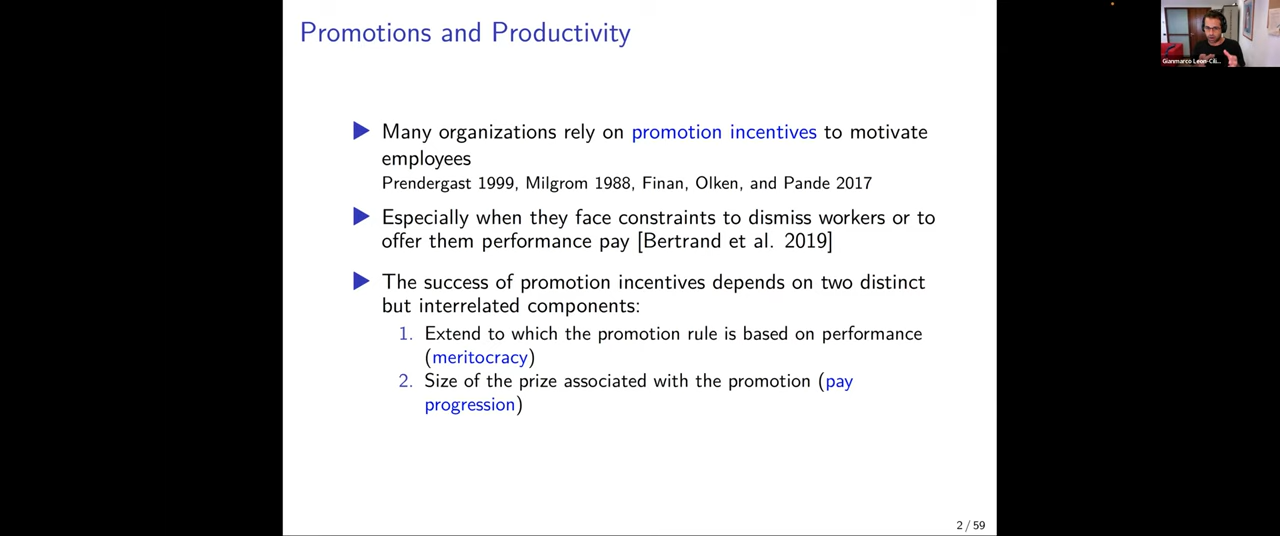 Promotions and Productivity
Gianmarco Leon-Cili...
Many organizations rely on promotion incentives to motivate
employees
Prendergast 1999, Milgrom 1988, Finan, Olken, and Pande 2017
Especially when they face constraints to dismiss workers or to
offer them performance pay [Bertrand et al. 2019]
The success of promotion incentives depends on two distinct
but interrelated components:
1. Extend to which the promotion rule is based on performance
(meritocracy)
2. Size of the prize associated with the promotion (pay
progression)
2 / 59